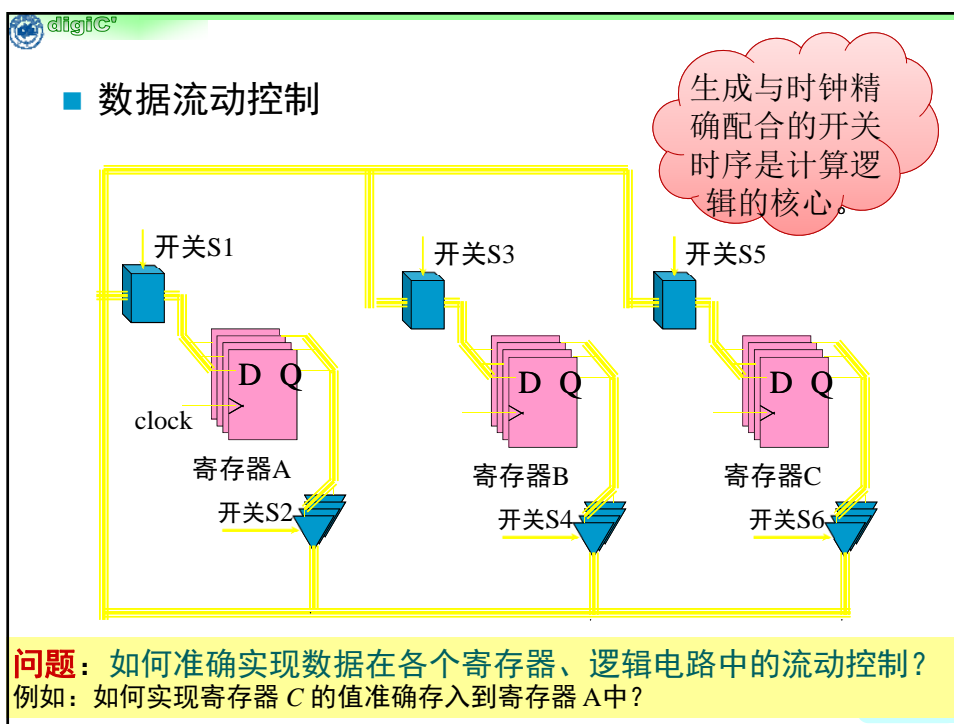 digiC'
数据流动控制
生成与时钟精
确配合的开关
时序是计算逻
辑的核心。
开关S1
开关S3
开关S5
D Q
D Q
D Q
clock
寄存器A
寄存器B
寄存器C
开关S2
开关S4
开关S6
问题：如何准确实现数据在各个寄存器、逻辑电路中的流动控制？
例如：如何实现寄存器 C 的值准确存入到寄存器 A中？